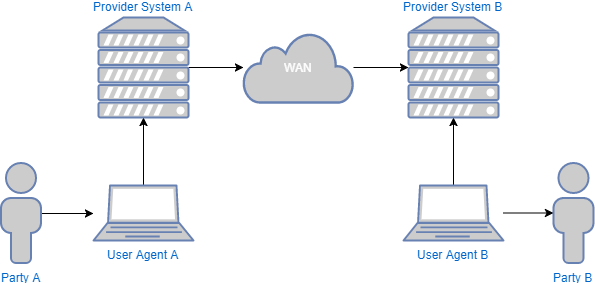 Provider System A
Provider System B
WAN
User Agent A
User Agent B
Party A
Party B